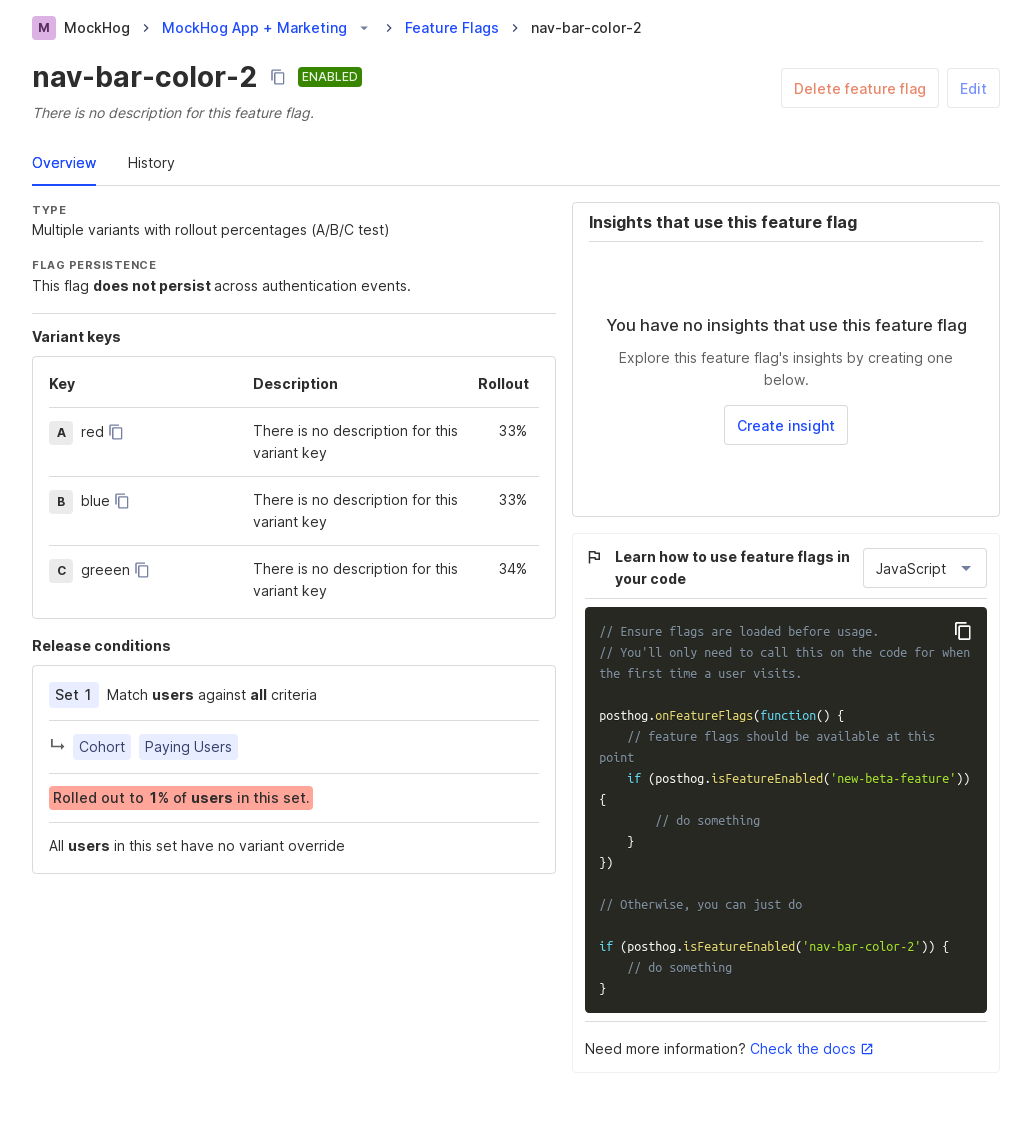 M MockHog > MockHog App + Marketing > Feature Flags > nav-bar-color-2
nav-bar-color-2 ENABLED
Delete feature flag Edit
There is no description for this feature flag.
Overview History
TYPE
Multiple variants with rollout percentages (A/B/C test)
FLAG PERSISTENCE
This flag does not persist across authentication events.
Variant keys
Key Description Rollout
A red There is no description for this 33%
variant key
B blue There is no description for this 33%
variant key
C greeen There is no description for this 34%
variant key
Release conditions
Set 1 Match users against all criteria
Cohort Paying Users
Rolled out to 1% of users in this set.
All users in this set have no variant override
Insights that use this feature flag
You have no insights that use this feature flag
Explore this feature flag's insights by creating one
below.
Create insight
Learn how to use feature flags in
your code
JavaScript
// Ensure flags are loaded before usage.
// You'll only need to call this on the code for when
the first time a user visits.
posthog.onFeatureFlags(function() {
// feature flags should be available at this
point
if (posthog.isFeatureEnabled('new-beta-feature'))
{
// do something
}
})
// Otherwise, you can just do
if (posthog.isFeatureEnabled('nav-bar-color-2')) {
// do something
}
Need more information? Check the docs